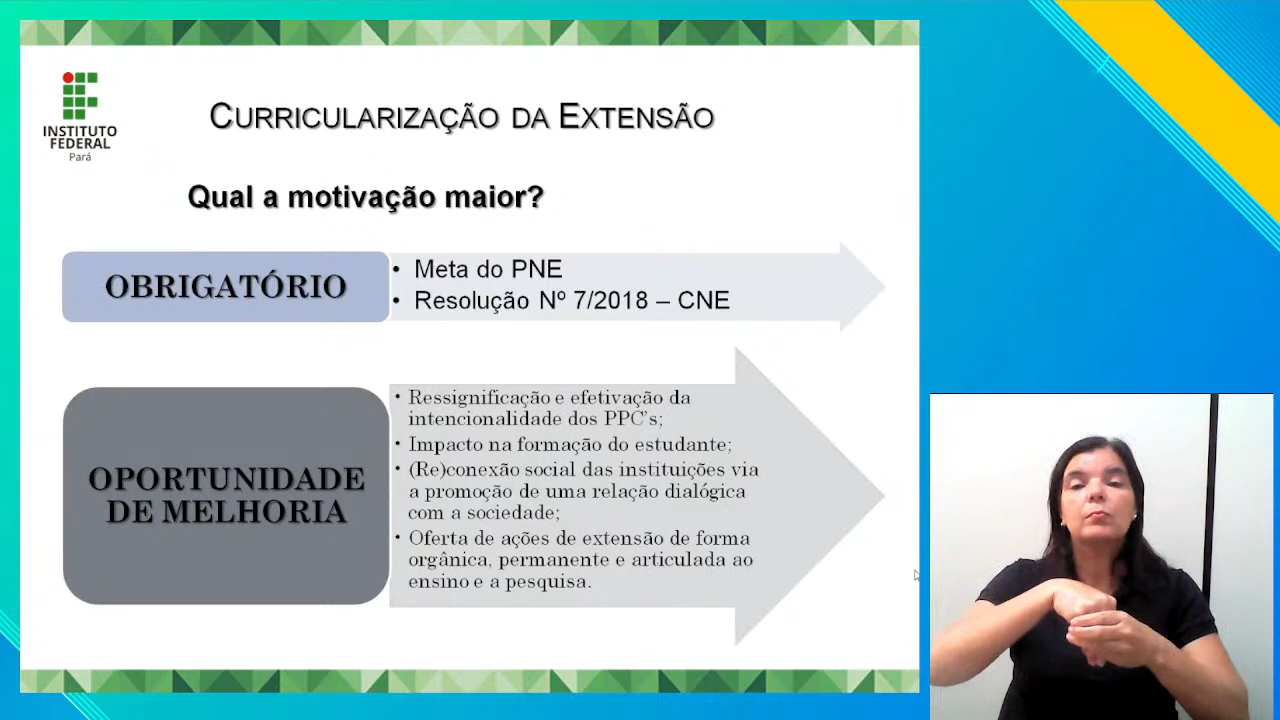 INSTITUTO
FEDERAL
Pará
CURRICULARIZAÇÃO DA EXTENSÃO
Qual a motivação maior?
OBRIGATÓRIO
• Meta do PNE
• Resolução Nº 7/2018 – CNE
OPORTUNIDADE
DE MELHORIA
• Ressignificação e efetivação da
intencionalidade dos PPC's;
• Impacto na formação do estudante;
• (Re)conexão social das instituições via
a promoção de uma relação dialógica
com a sociedade;
• Oferta de ações de extensão de forma
orgânica, permanente e articulada ao
ensino e a pesquisa.